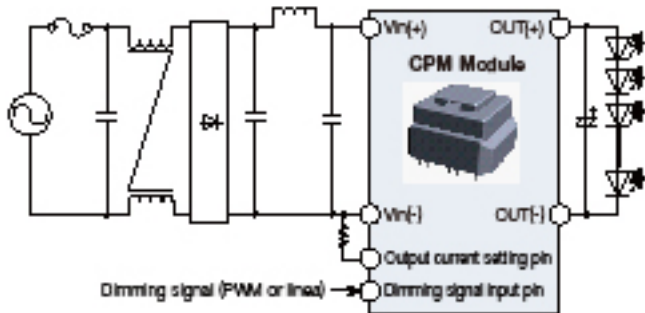 Vin(+)
OUT(+)
CPM Module
Vin(-)
OUT(-)
Output current setting pin
Dimming signal (PWM or linea)
Dimming signal input pin